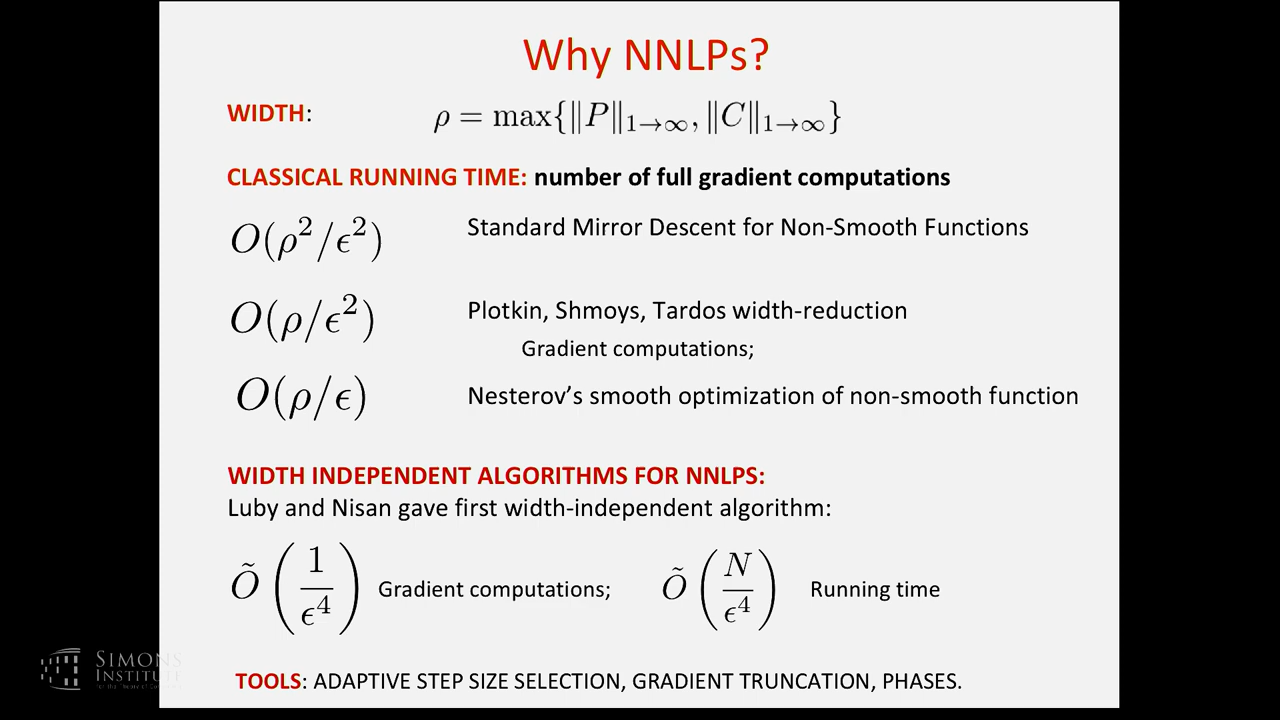 Why NNLPs?
WIDTH: ρ = max{‖P‖₁→∞, ‖C‖₁→∞}
CLASSICAL RUNNING TIME: number of full gradient computations
O(ρ²/ϵ²) Standard Mirror Descent for Non-Smooth Functions
O(ρ/ϵ²) Plotkin, Shmoys, Tardos width-reduction
Gradient computations;
O(ρ/ϵ) Nesterov's smooth optimization of non-smooth function
WIDTH INDEPENDENT ALGORITHMS FOR NNLPS:
Luby and Nisan gave first width-independent algorithm:
Õ(1/ϵ⁴) Gradient computations; Õ(N/ϵ⁴) Running time
SIMONS
INSTITUTE
TOOLS: ADAPTIVE STEP SIZE SELECTION, GRADIENT TRUNCATION, PHASES.